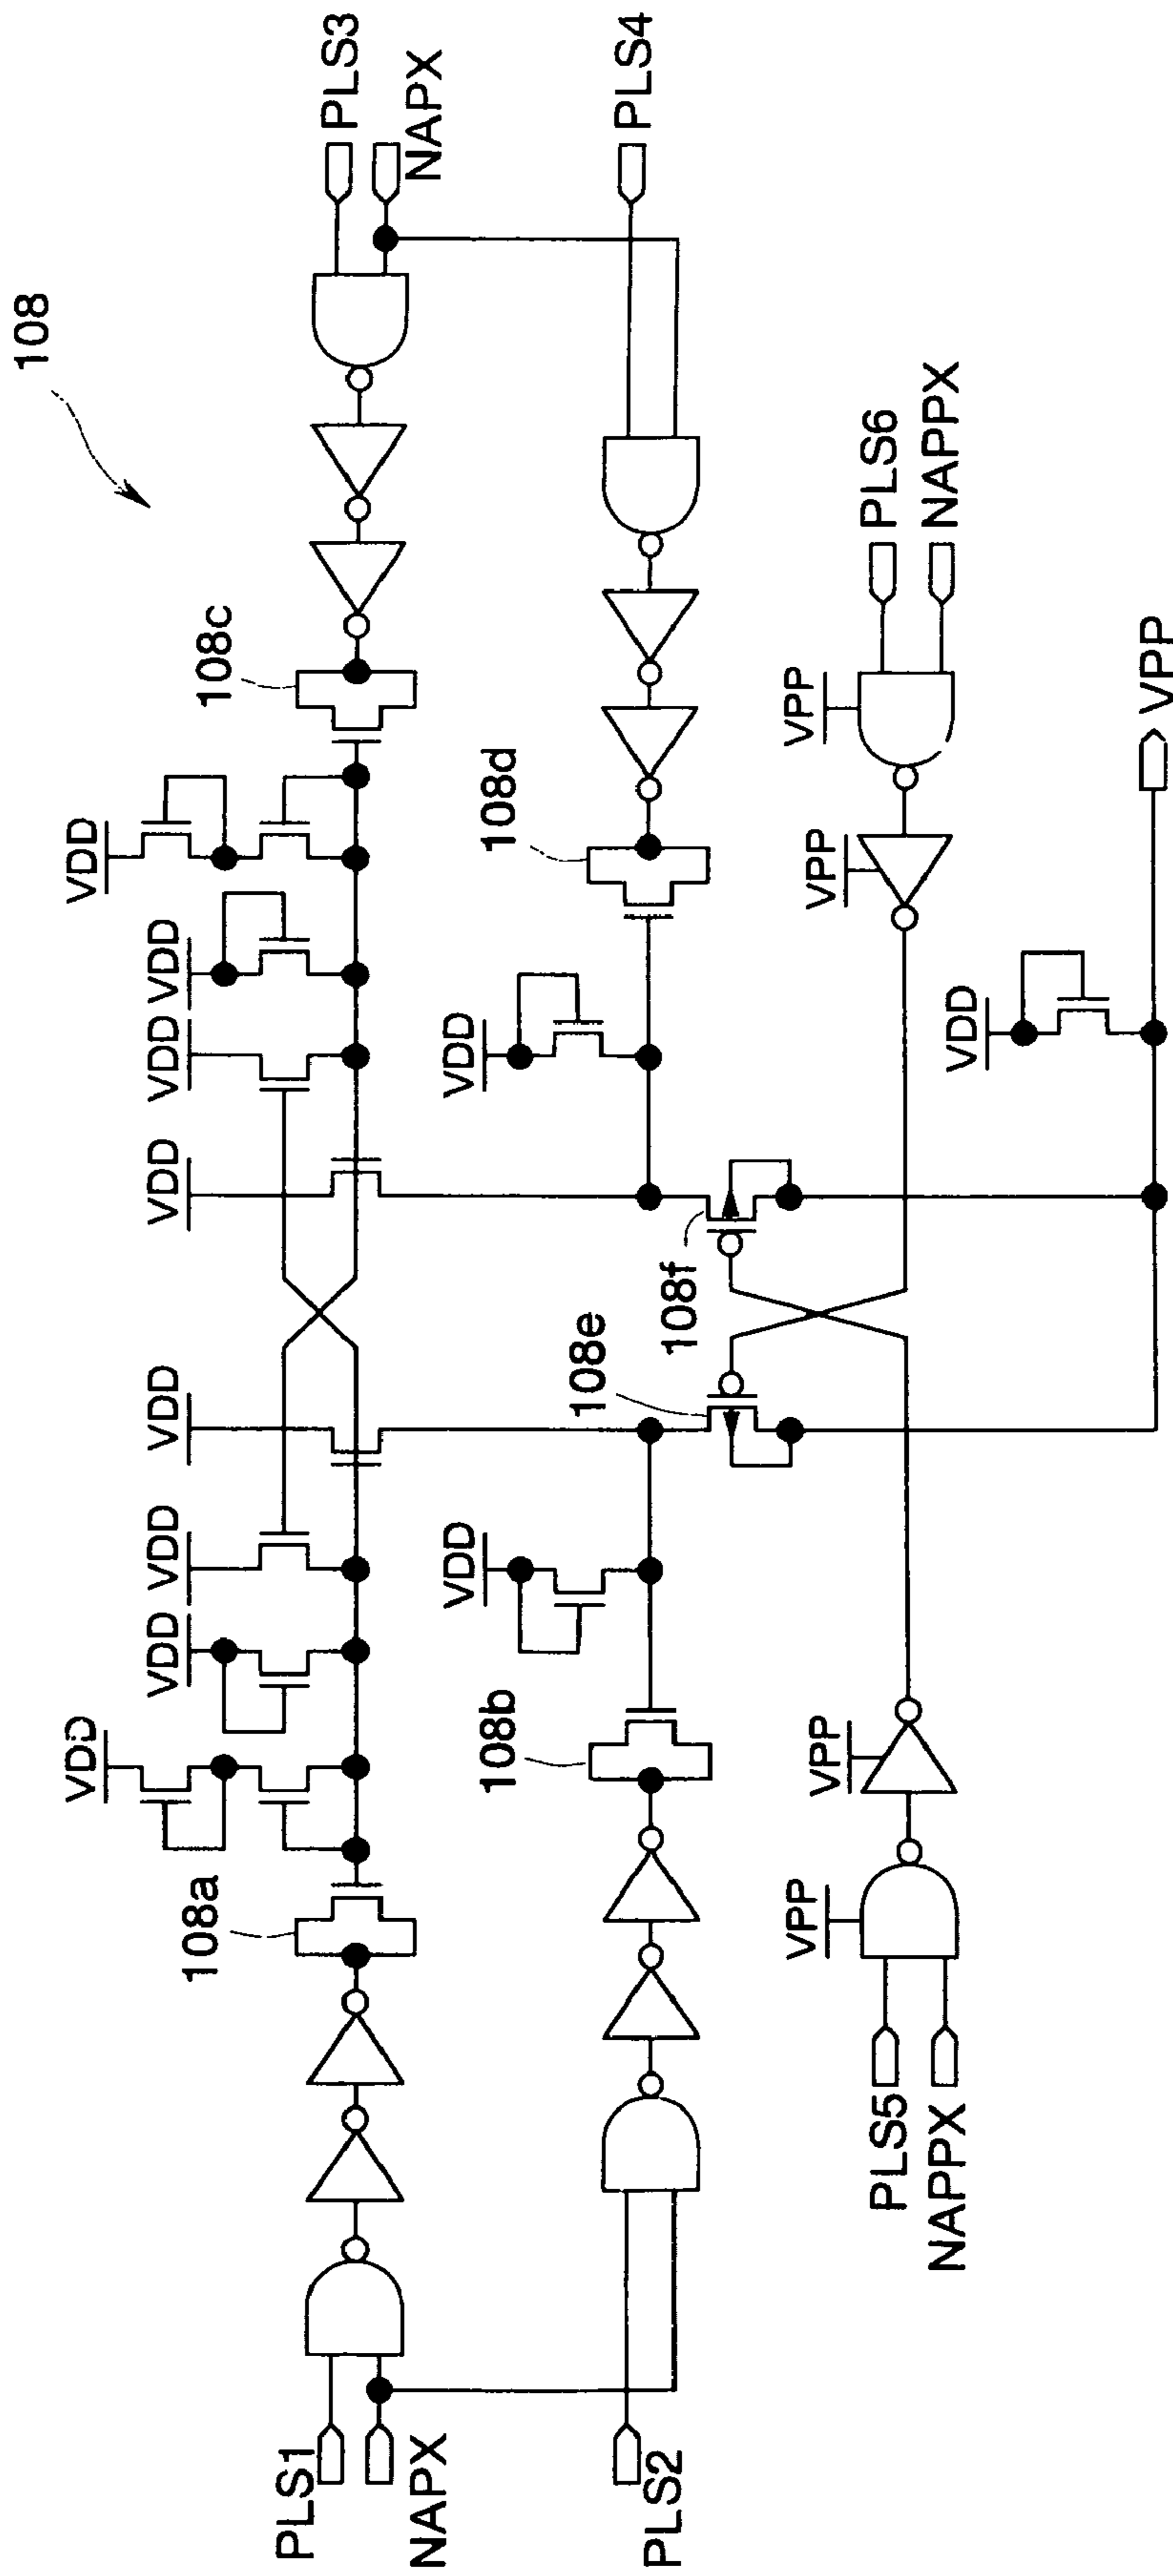 108
VDD
VDD
VDD
VDD
VDD
VDD
VDD
VDD
108a
108c
PLS1
NAPX
PLS3
NAPX
VDD
VDD
108b
108d
PLS2
PLS4
108e
108f
VPP
VPP
VPP
VPP
PLS5
NAPPX
PLS6
NAPPX
VDD
VPP